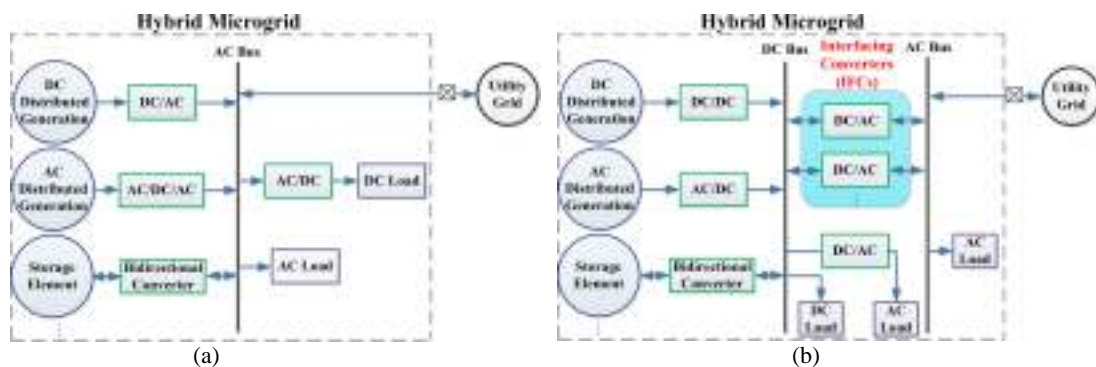 Hybrid Microgrid
AC Bus
DC
Distributed
Generation
DC/AC
Utility
Grid
AC
Distributed
Generation
AC/DC/AC
AC/DC
DC Load
Storage
Element
Bidirectional
Converter
AC Load
(a)
Hybrid Microgrid
DC Bus
Interfacing
Converters
(IFCs)
AC Bus
DC
Distributed
Generation
DC/DC
DC/AC
Utility
Grid
AC
Distributed
Generation
AC/DC
DC/AC
Storage
Element
Bidirectional
Converter
DC/AC
AC
Load
DC
Load
AC
Load
(b)